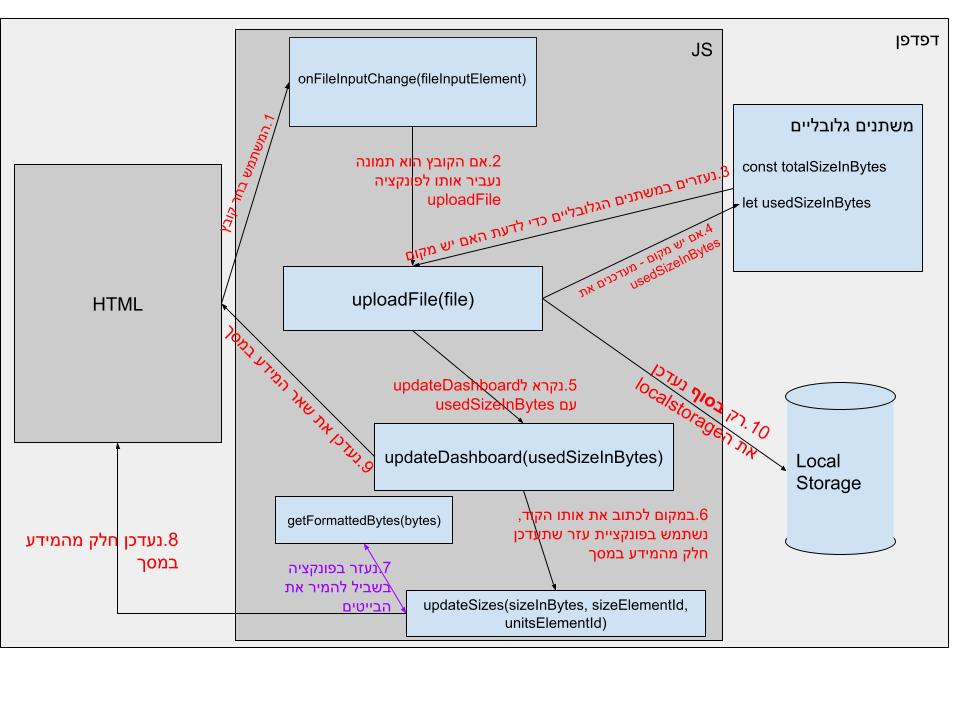 דפדפן
JS
onFileInputChange(fileInputElement)
משתנים גלובליים
const totalSizeInBytes
let usedSizeInBytes
1.המשתמש בחר קובץ
2.אם הקובץ הוא תמונה
נעביר אותו לפונקציה
uploadFile
3.נעזרים במשתנים הגלובליים כדי לדעת האם יש מקום
4.אם יש מקום - מעדכנים את
usedSizeInBytes
HTML
uploadFile(file)
5.נקרא לupdateDashboard
עם usedSizeInBytes
9.נעדכן את שאר המידע במסך
10.רק בסוף נעדכן
את הlocalstorage
updateDashboard(usedSizeInBytes)
Local
Storage
getFormattedBytes(bytes)
6.במקום לכתוב את אותו הקוד,
נשתמש בפונקציית עזר שתעדכן
חלק מהמידע במסך
8.נעדכן חלק מהמידע
במסך
7.נעזר בפונקציה
בשביל להמיר את
הבייטים
updateSizes(sizeInBytes, sizeElementId,
unitsElementId)